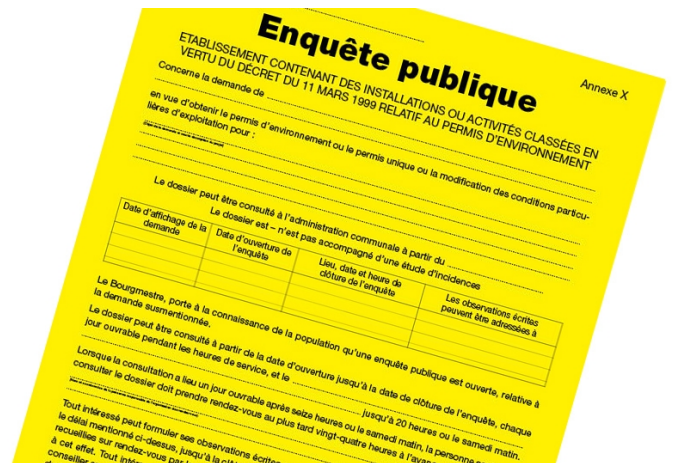 Enquête publique
Annexe X
ETABLISSEMENT CONTENANT DES INSTALLATIONS OU ACTIVITÉS CLASSÉES EN
VERTU DU DÉCRET DU 11 MARS 1999 RELATIF AU PERMIS D'ENVIRONNEMENT
Concerne la demande de
en vue d'obtenir le permis d'environnement ou le permis unique ou la modification des conditions particu-
lières d'exploitation pour :
Le dossier peut être consulté à l'administration communale à partir du
Le dossier est – n'est pas accompagné d'une étude d'incidences
Date d'affichage de la
demande
Date d'ouverture de
l'enquête
Lieu, date et heure de
clôture de l'enquête
Les observations écrites
peuvent être adressées à
Le Bourgmestre, porte à la connaissance de la population qu'une enquête publique est ouverte, relative à
la demande susmentionnée.
Le dossier peut être consulté à partir de la date d'ouverture jusqu'à la date de clôture de l'enquête, chaque
jour ouvrable pendant les heures de service, et le jusqu'à 20 heures ou le samedi matin.
Lorsque la consultation a lieu un jour ouvrable après seize heures ou le samedi matin, la personne
consulter le dossier doit prendre rendez-vous au plus tard vingt-quatre heures à
Tout intéressé peut formuler ses observations écrites
le délai mentionné ci-dessus, jusqu'à la
recueillies sur rendez-vous par
à cet effet. Tout
conseiller